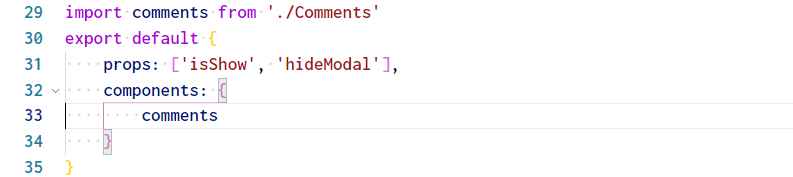 29 import comments from './Comments'
30 export default {
31     props: ['isShow', 'hideModal'],
32     components: {
33         comments
34     }
35 }